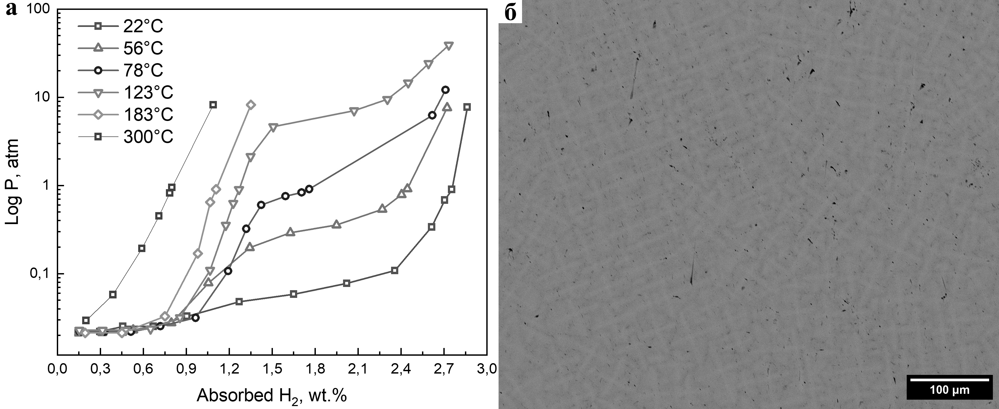 а
100
10
1
0,1
Log P, atm
22°C
56°C
78°C
123°C
183°C
300°C
0,0 0,3 0,6 0,9 1,2 1,5 1,8 2,1 2,4 2,7 3,0
Absorbed H₂, wt.%
б
100 µm